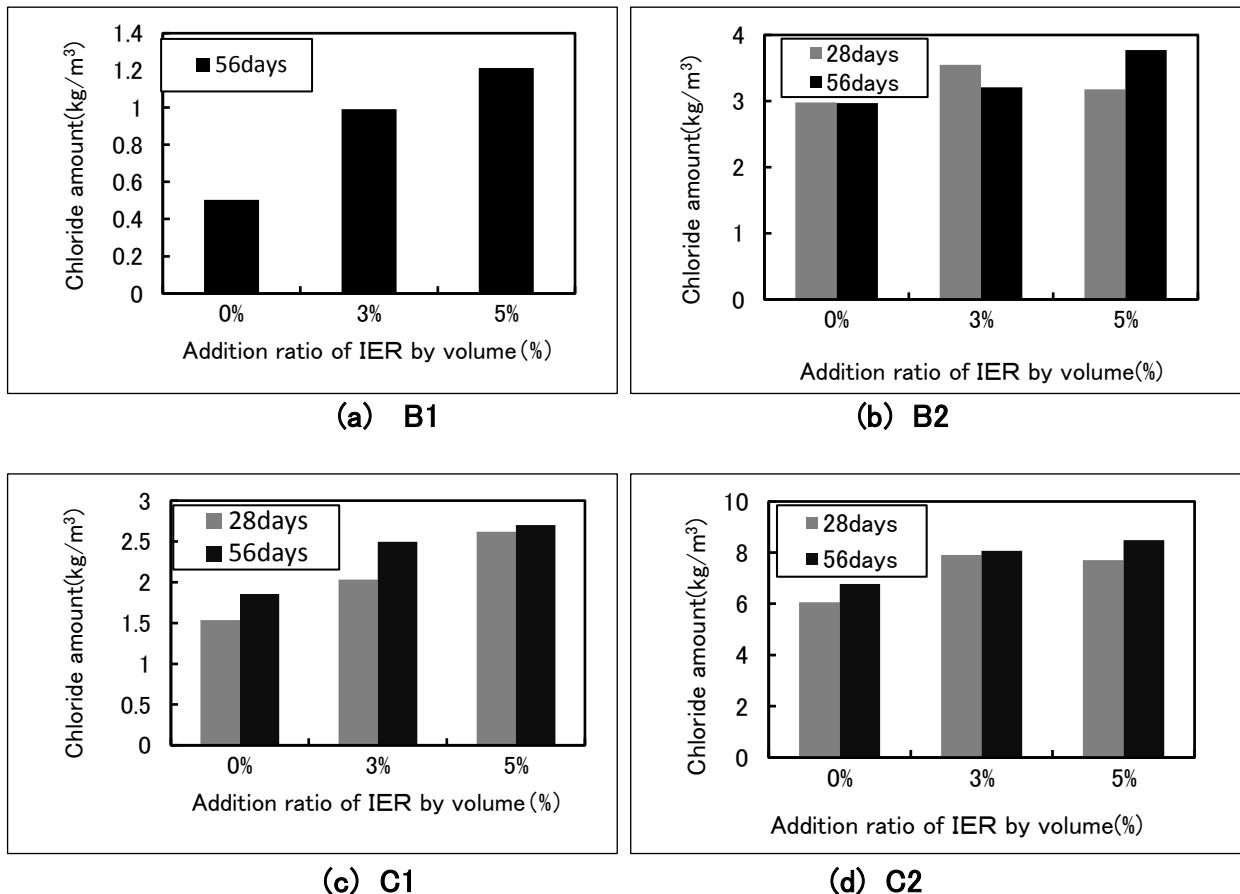 Chloride amount(kg/m³)
1.4
1.2
1
0.8
0.6
0.4
0.2
0
56days
0% 3% 5%
Addition ratio of IER by volume(%)
(a) B1
Chloride amount(kg/m³)
4
3
2
1
0
28days
56days
0% 3% 5%
Addition ratio of IER by volume(%)
(b) B2
Chloride amount(kg/m³)
3
2.5
2
1.5
1
0.5
0
28days
56days
0% 3% 5%
Addition ratio of IER by volume(%)
(c) C1
Chloride amount(kg/m³)
10
8
6
4
2
0
28days
56days
0% 3% 5%
Addition ratio of IER by volume(%)
(d) C2